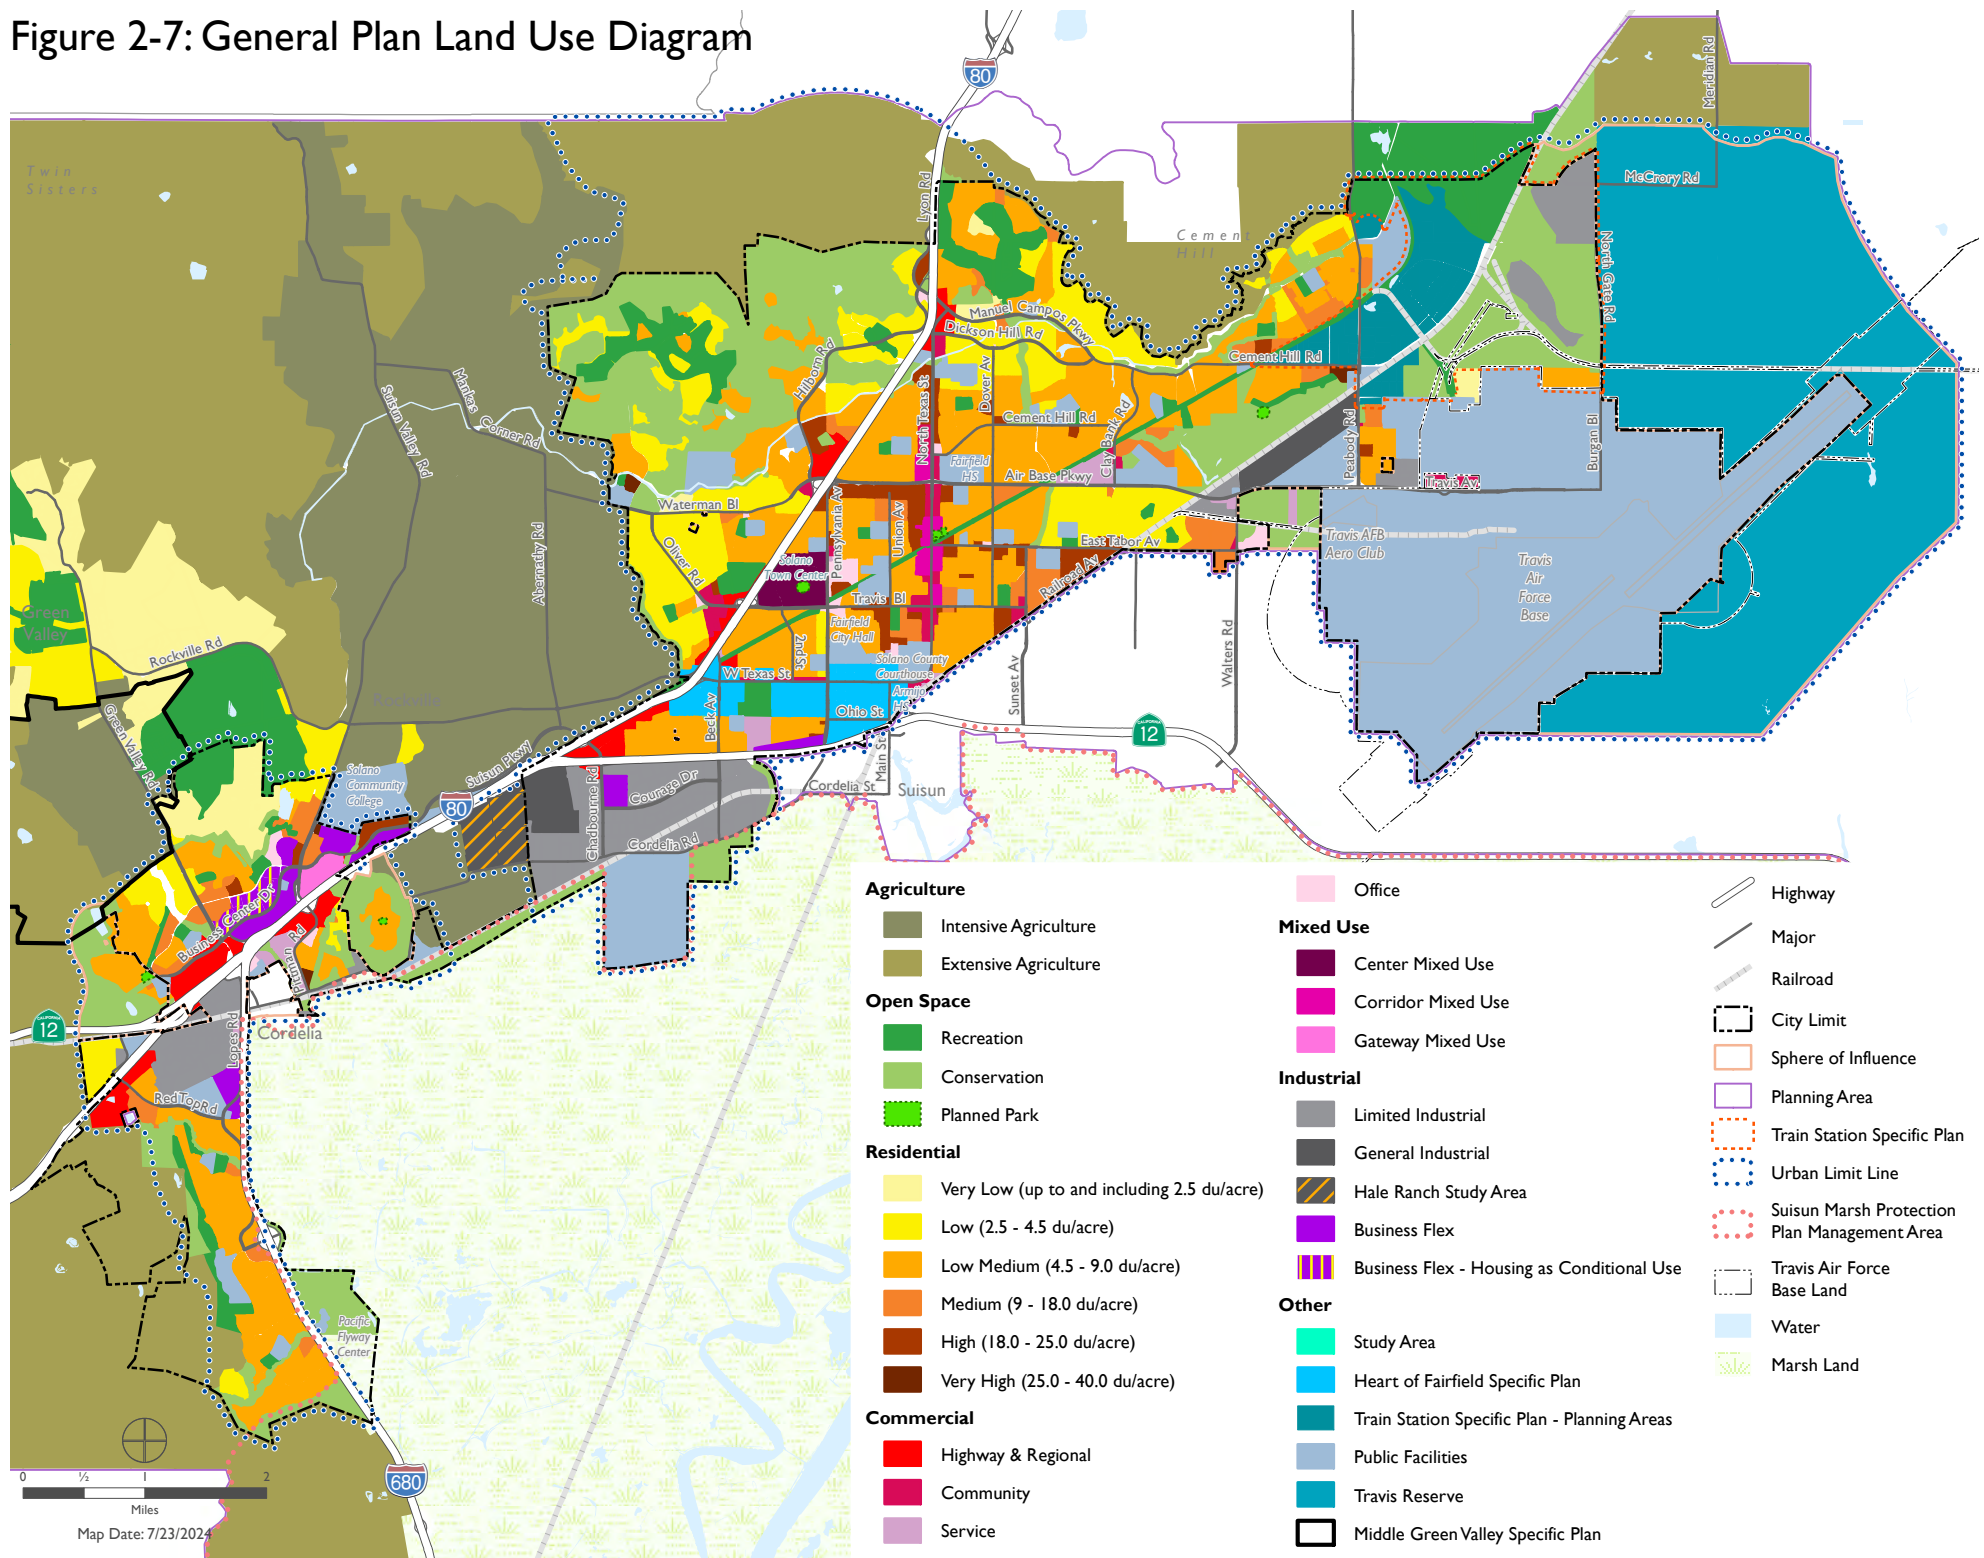 Figure 2-7: General Plan Land Use Diagram
80
Meridian Rd
Twin
Sisters
McCrory Rd
Lyon Rd
Cement
Hill
North Gate Rd
Manuel Campos Pkwy
Dickson Hill Rd
Hilborn Rd
Cement Hill Rd
Mankas
Corner Rd
Suisun Valley Rd
Dover Av
North Texas St
Cement Hill Rd
Clay Bank Rd
Peabody Rd
Burgan Bl
Fairfield
HS
Air Base Pkwy
Travis Av
Waterman Bl
Pennsylvania Av
Union Av
Abernathy Rd
Oliver Rd
Solano
Town Center
East Tabor Av
Railroad Av
Travis AFB
Aero Club
Travis
Air
Force
Base
Travis Bl
Green
Valley
Rockville Rd
Fairfield
City Hall
2nd St
Solano County
Courthouse
W Texas St
Armijo
HS
Walters Rd
Sunset Av
Rockville
Green Valley Rd
Beck Av
Ohio St
12
Main St
Suisun Pkwy
Solano
Community
College
80
Chadbourne Rd
Courage Dr
Cordelia St
Suisun
Cordelia Rd
Business Center Dr
Pittman Rd
12
Cordelia
Lopes Rd
Red Top Rd
Pacific
Flyway
Center
680
0 ½ 1 2
Miles
Map Date: 7/23/2024
Agriculture
Intensive Agriculture
Extensive Agriculture
Open Space
Recreation
Conservation
Planned Park
Residential
Very Low (up to and including 2.5 du/acre)
Low (2.5 - 4.5 du/acre)
Low Medium (4.5 - 9.0 du/acre)
Medium (9 - 18.0 du/acre)
High (18.0 - 25.0 du/acre)
Very High (25.0 - 40.0 du/acre)
Commercial
Highway & Regional
Community
Service
Office
Mixed Use
Center Mixed Use
Corridor Mixed Use
Gateway Mixed Use
Industrial
Limited Industrial
General Industrial
Hale Ranch Study Area
Business Flex
Business Flex - Housing as Conditional Use
Other
Study Area
Heart of Fairfield Specific Plan
Train Station Specific Plan - Planning Areas
Public Facilities
Travis Reserve
Middle Green Valley Specific Plan
Highway
Major
Railroad
City Limit
Sphere of Influence
Planning Area
Train Station Specific Plan
Urban Limit Line
Suisun Marsh Protection
Plan Management Area
Travis Air Force
Base Land
Water
Marsh Land